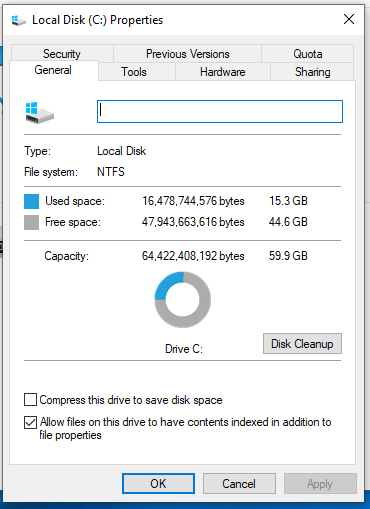 Local Disk (C:) Properties
Security Previous Versions Quota
General Tools Hardware Sharing
Type: Local Disk
File system: NTFS
Used space: 16,478,744,576 bytes 15.3 GB
Free space: 47,943,663,616 bytes 44.6 GB
Capacity: 64,422,408,192 bytes 59.9 GB
Drive C: Disk Cleanup
Compress this drive to save disk space
Allow files on this drive to have contents indexed in addition to
file properties
OK Cancel Apply